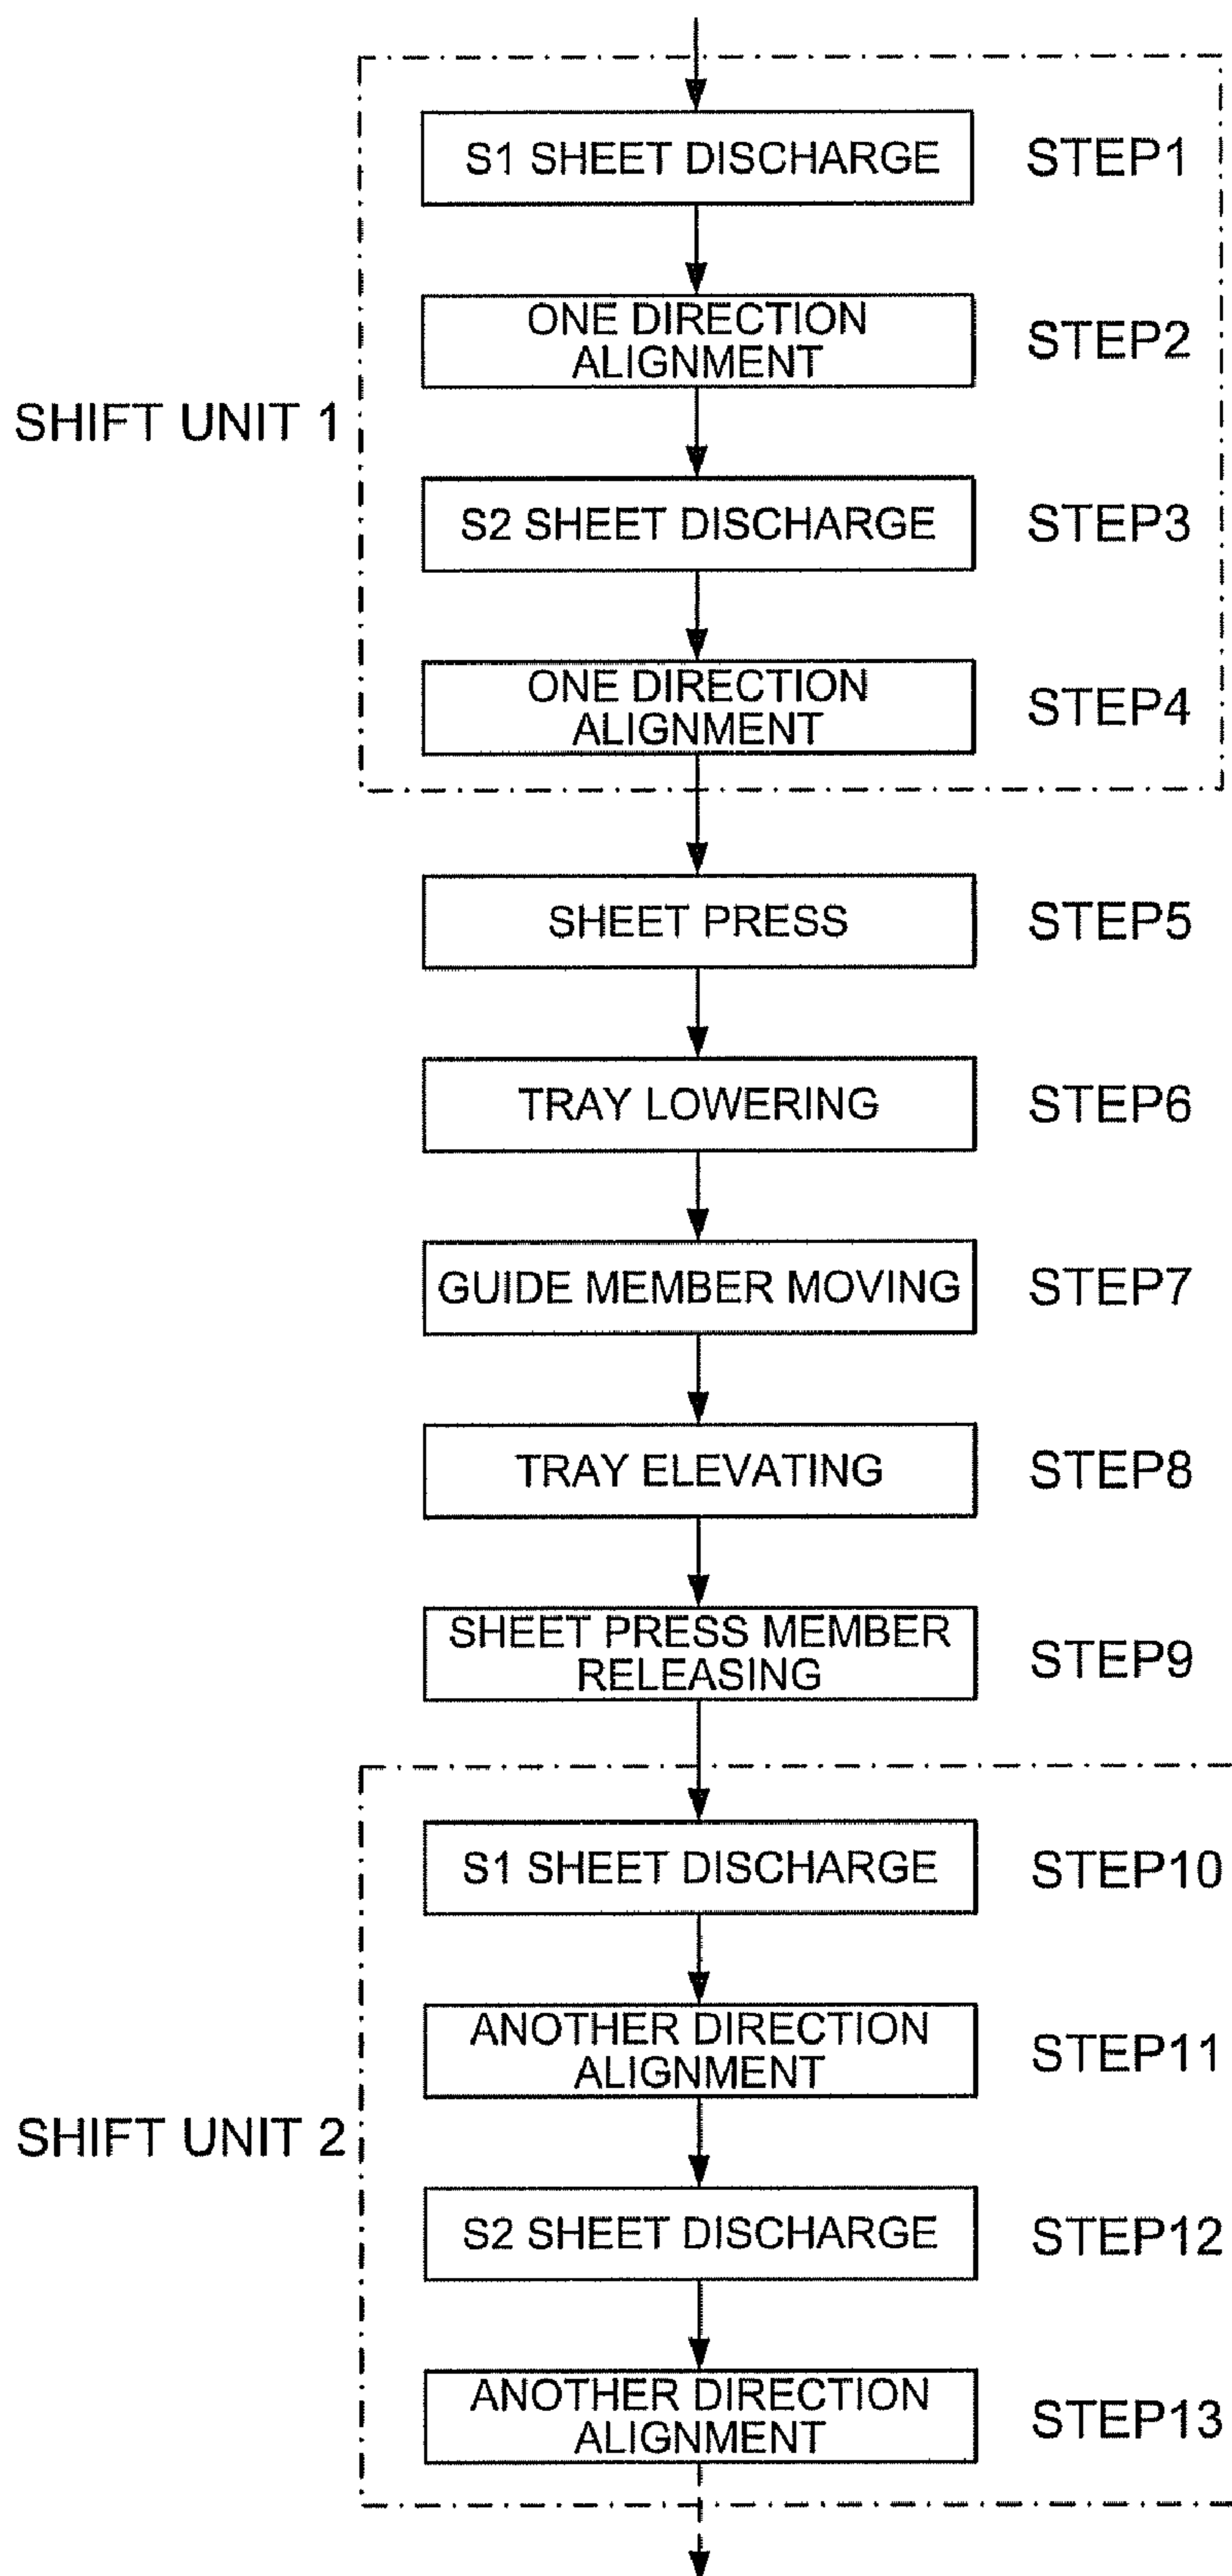 S1 SHEET DISCHARGE STEP1
ONE DIRECTION
ALIGNMENT STEP2
SHIFT UNIT 1
S2 SHEET DISCHARGE STEP3
ONE DIRECTION
ALIGNMENT STEP4
SHEET PRESS STEP5
TRAY LOWERING STEP6
GUIDE MEMBER MOVING STEP7
TRAY ELEVATING STEP8
SHEET PRESS MEMBER
RELEASING STEP9
S1 SHEET DISCHARGE STEP10
ANOTHER DIRECTION
ALIGNMENT STEP11
SHIFT UNIT 2
S2 SHEET DISCHARGE STEP12
ANOTHER DIRECTION
ALIGNMENT STEP13